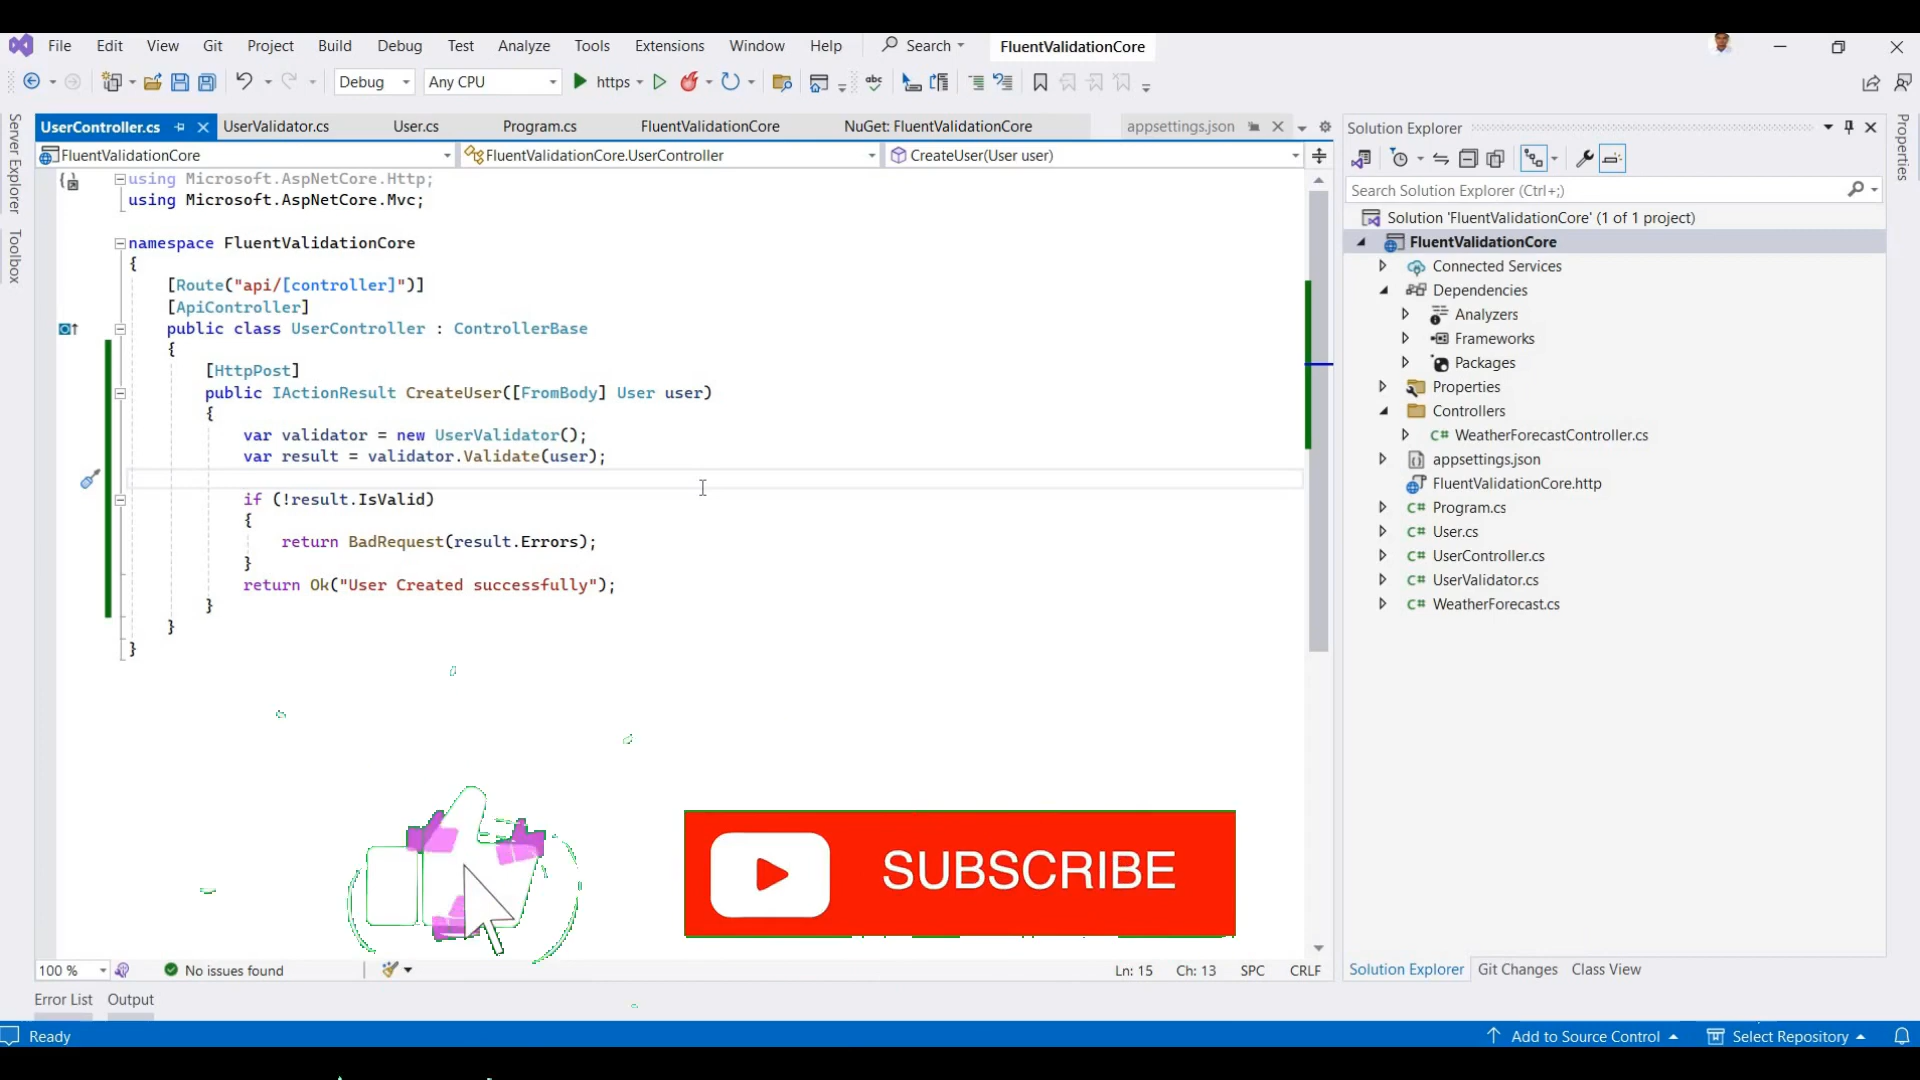 File Edit View Git Project Build Debug Test Analyze Tools Extensions Window Help Search FluentValidationCore
Debug Any CPU https
Server Explorer
Toolbox
UserController.cs UserValidator.cs User.cs Program.cs FluentValidationCore NuGet: FluentValidationCore appsettings.json
FluentValidationCore FluentValidationCore.UserController CreateUser(User user)
using Microsoft.AspNetCore.Http;
using Microsoft.AspNetCore.Mvc;
namespace FluentValidationCore
{
[Route("api/[controller]")]
[ApiController]
public class UserController : ControllerBase
{
[HttpPost]
public IActionResult CreateUser([FromBody] User user)
{
var validator = new UserValidator();
var result = validator.Validate(user);
if (!result.IsValid)
{
return BadRequest(result.Errors);
}
return Ok("User Created successfully");
}
}
}
SUBSCRIBE
100 % No issues found Ln: 15 Ch: 13 SPC CRLF
Error List Output
Solution Explorer
Search Solution Explorer (Ctrl+;)
Solution 'FluentValidationCore' (1 of 1 project)
FluentValidationCore
Connected Services
Dependencies
Analyzers
Frameworks
Packages
Properties
Controllers
C# WeatherForecastController.cs
appsettings.json
FluentValidationCore.http
C# Program.cs
C# User.cs
C# UserController.cs
C# UserValidator.cs
C# WeatherForecast.cs
Solution Explorer Git Changes Class View
Properties
Ready Add to Source Control Select Repository